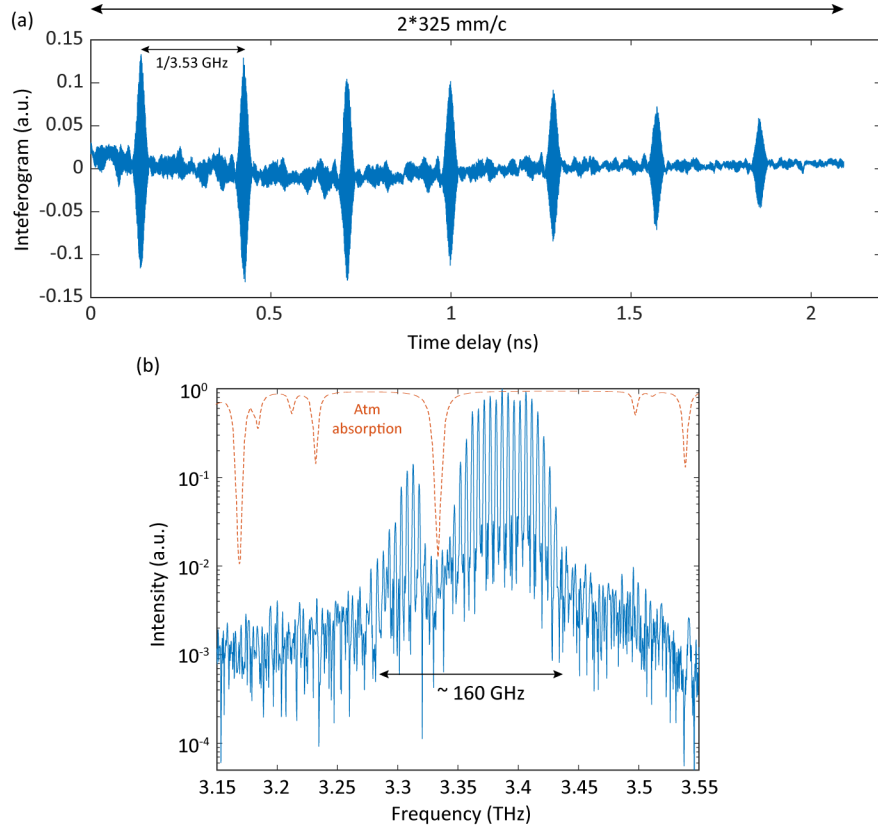 (a)
2*325 mm/c
1/3.53 GHz
Inteferogram (a.u.)
0.15
0.1
0.05
0
-0.05
-0.1
-0.15
0
0.5
1
1.5
2
Time delay (ns)
(b)
Intensity (a.u.)
10^0
10^-1
10^-2
10^-3
10^-4
Atm
absorption
~ 160 GHz
3.15
3.2
3.25
3.3
3.35
3.4
3.45
3.5
3.55
Frequency (THz)